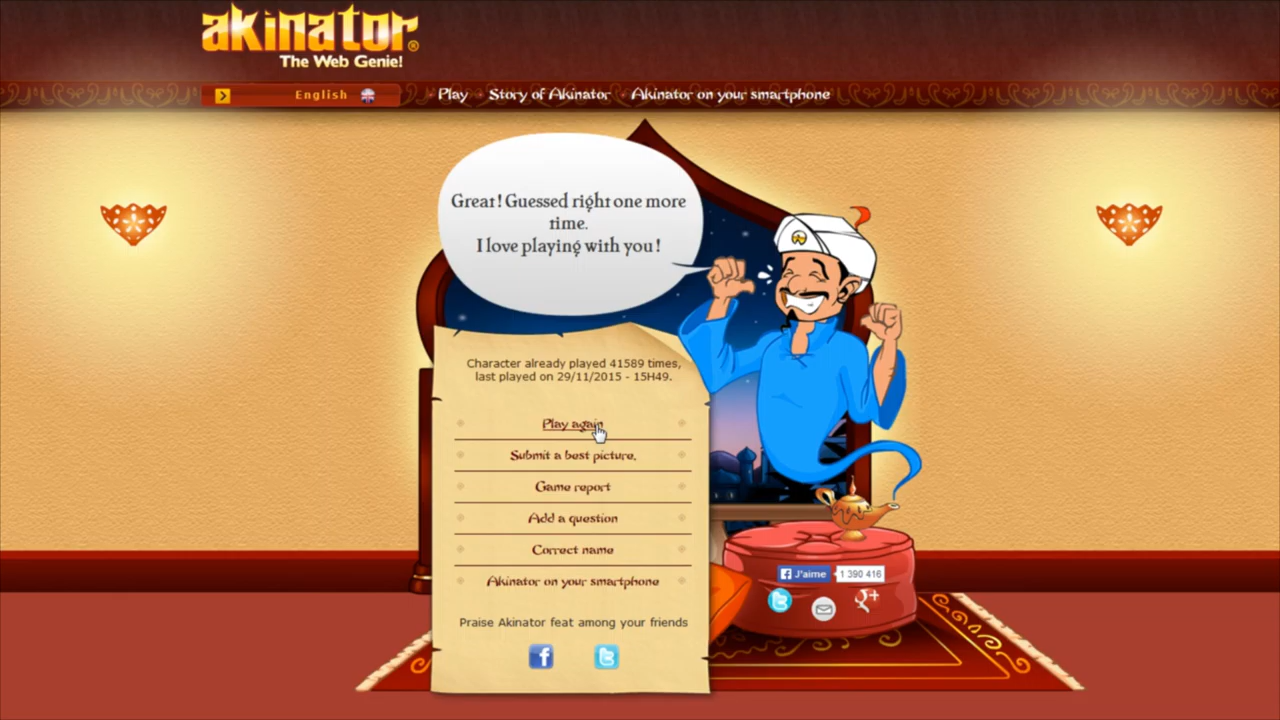 akinator®
The Web Genie!
English
Play
Story of Akinator
Akinator on your smartphone
Great! Guessed right one more
time.
I love playing with you!
Character already played 41589 times,
last played on 29/11/2015 - 15H49.
Play again
Submit a best picture.
Game report
Add a question
Correct name
Akinator on your smartphone
J'aime
1 390 416
Praise Akinator feat among your friends